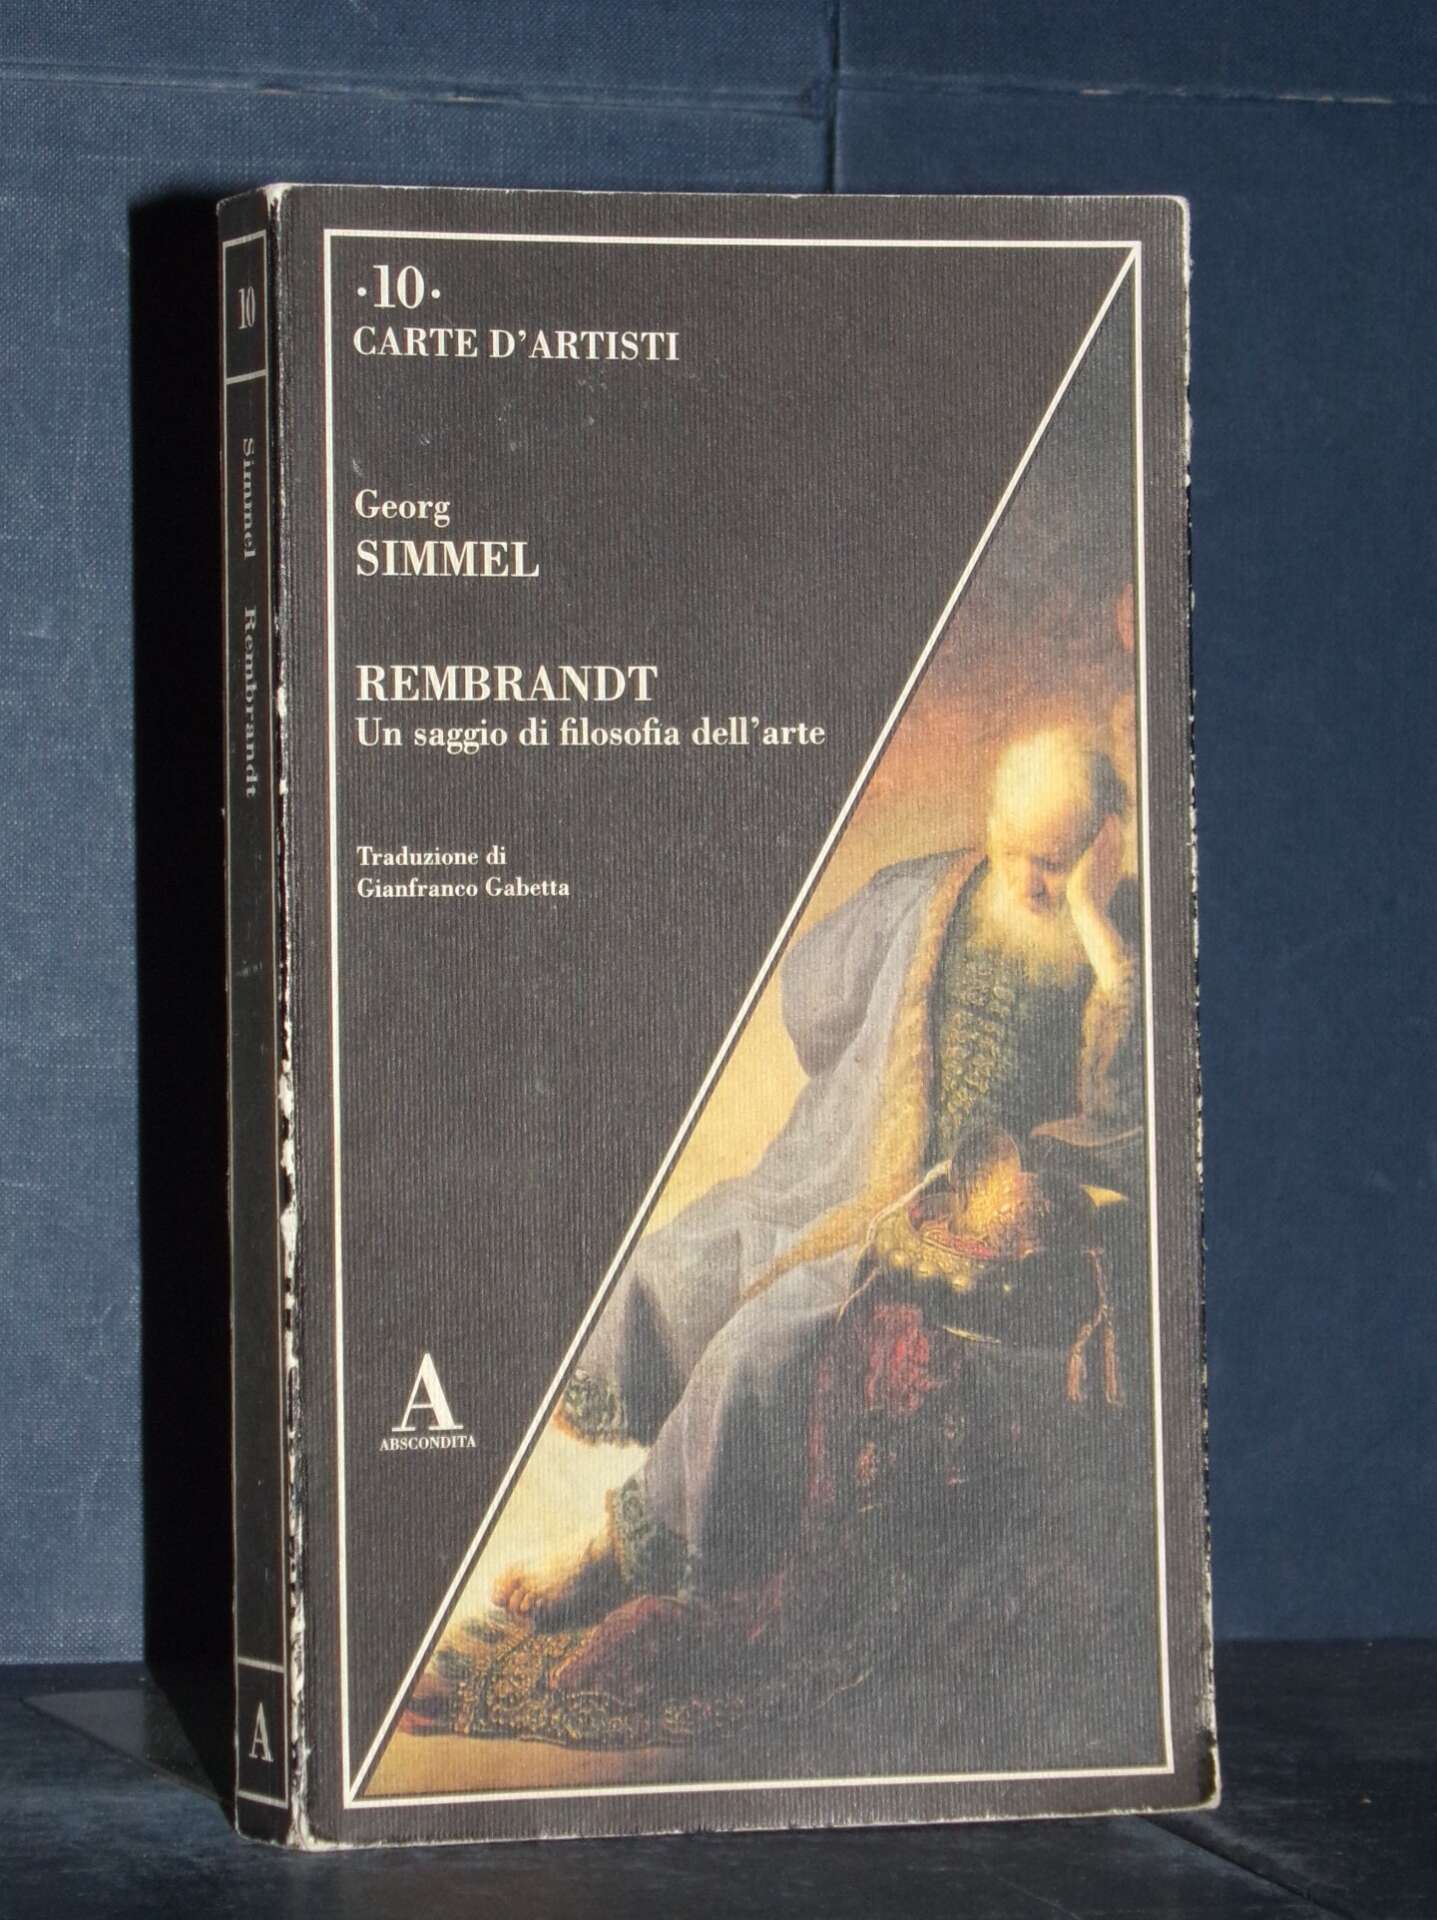 10
Simmel Rembrandt
A
·10·
CARTE D'ARTISTI
Georg
SIMMEL
REMBRANDT
Un saggio di filosofia dell'arte
Traduzione di
Gianfranco Gabetta
A
ABSCONDITA